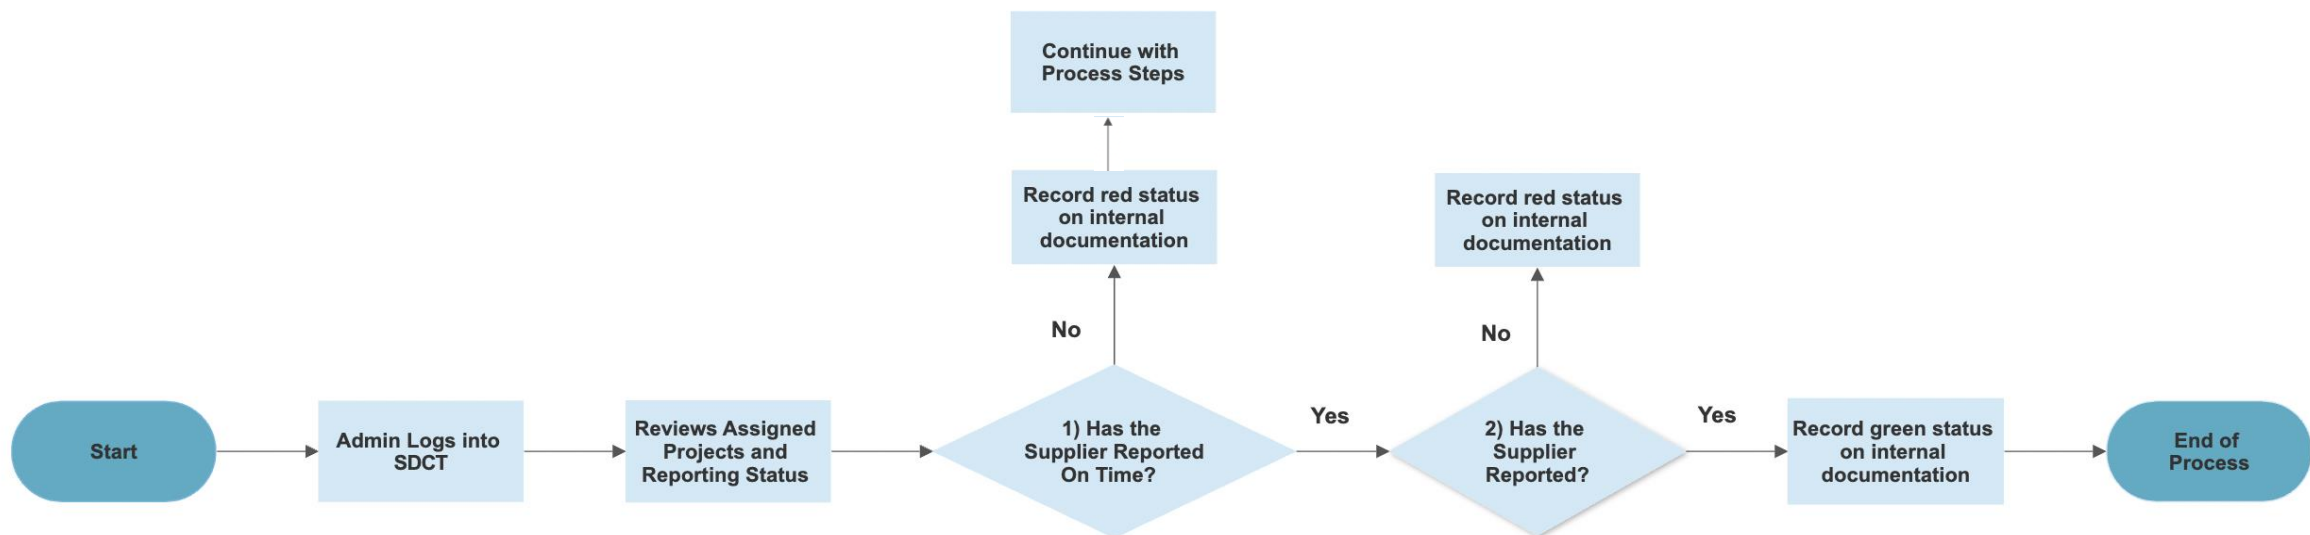 Continue with
Process Steps
Record red status
on internal
documentation
Record red status
on internal
documentation
No
No
Yes
Yes
Start
Admin Logs into
SDCT
Reviews Assigned
Projects and
Reporting Status
1) Has the
Supplier Reported
On Time?
2) Has the
Supplier
Reported?
Record green status
on internal
documentation
End of
Process